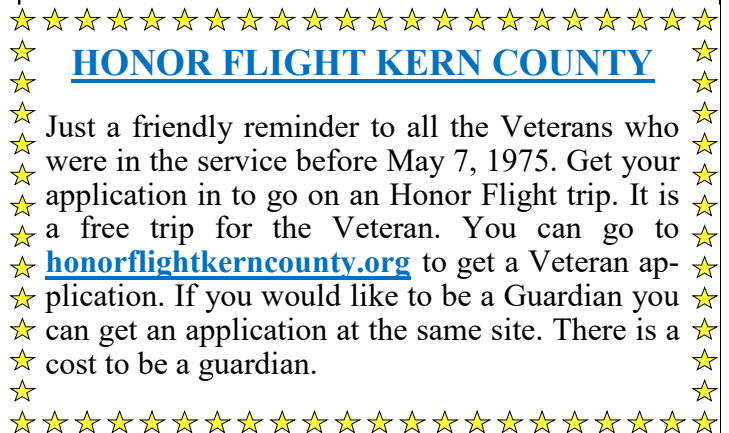 HONOR FLIGHT KERN COUNTY
Just a friendly reminder to all the Veterans who
were in the service before May 7, 1975. Get your
application in to go on an Honor Flight trip. It is
a free trip for the Veteran. You can go to
honorflightkerncounty.org to get a Veteran ap-
plication. If you would like to be a Guardian you
can get an application at the same site. There is a
cost to be a guardian.